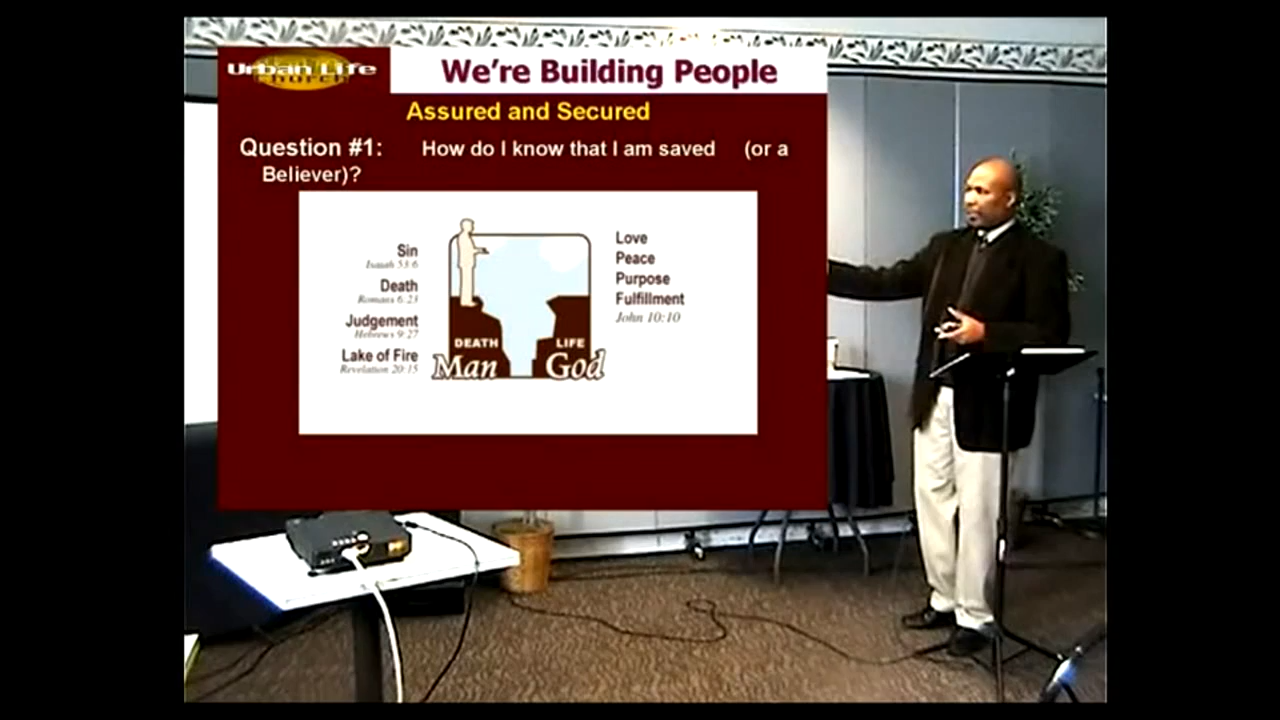 Urban Life
church
We're Building People
Assured and Secured
Question #1: How do I know that I am saved (or a
Believer)?
Sin
Isaiah 53:6
Death
Romans 6:23
Judgement
Hebrews 9:27
Lake of Fire
Revelation 20:15
DEATH
Man
LIFE
God
Love
Peace
Purpose
Fulfillment
John 10:10